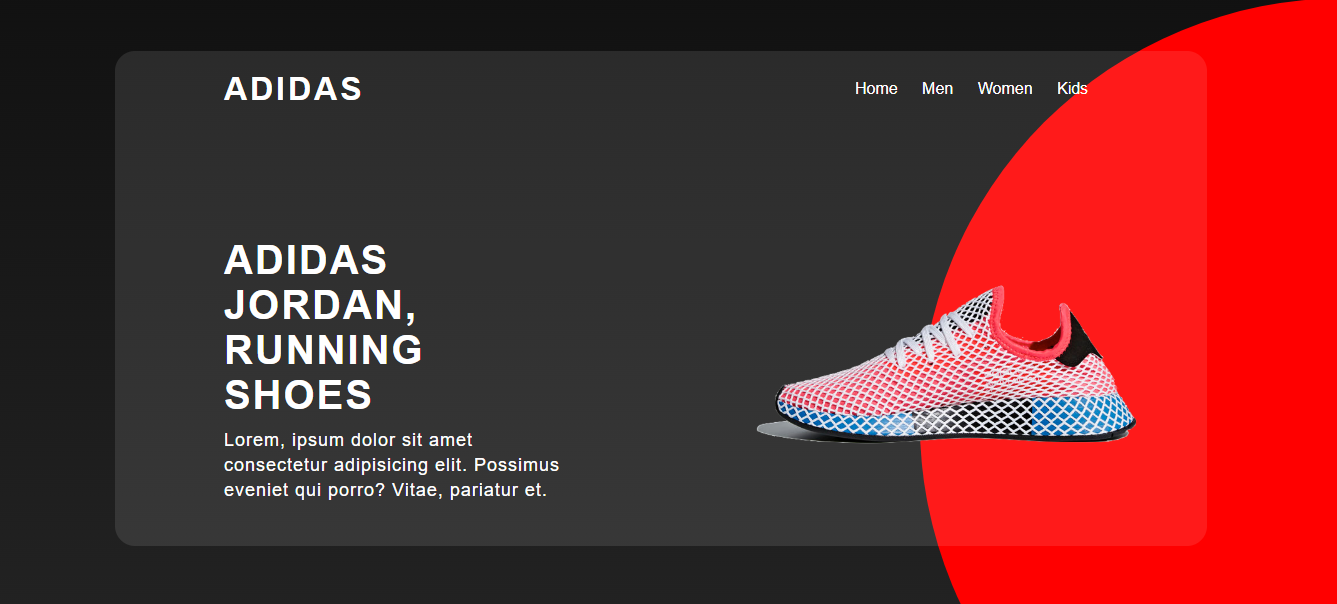 ADIDAS
Home Men Women Kids
ADIDAS
JORDAN,
RUNNING
SHOES
Lorem, ipsum dolor sit amet
consectetur adipisicing elit. Possimus
eveniet qui porro? Vitae, pariatur et.